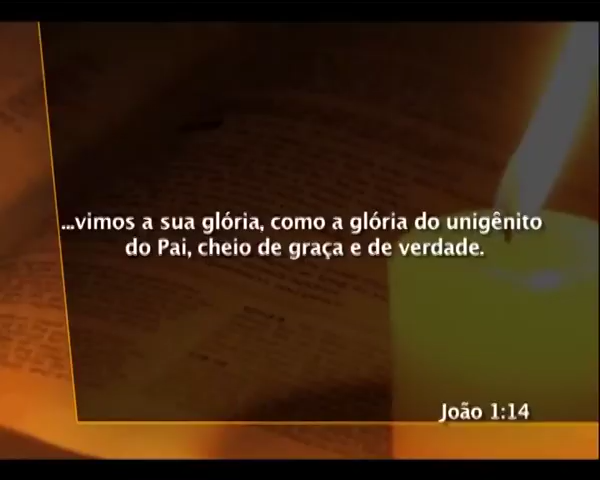 ...vimos a sua glória, como a glória do unigênito
do Pai, cheio de graça e de verdade.
João 1:14